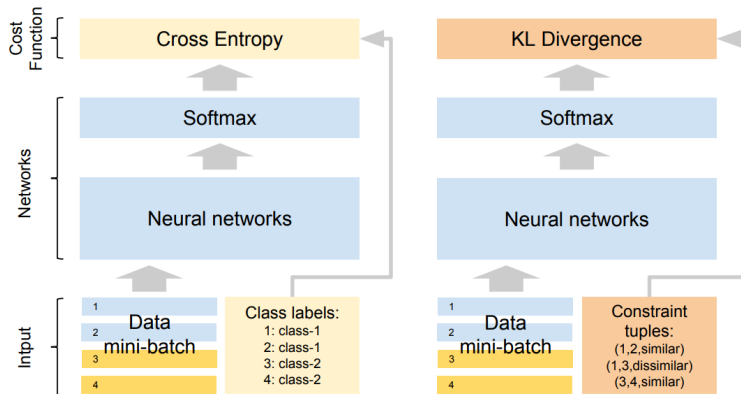 Cost
Function
Cross Entropy
KL Divergence
Networks
Softmax
Softmax
Neural networks
Neural networks
Intput
1
2
3
4
Data
mini-batch
Class labels:
1: class-1
2: class-1
3: class-2
4: class-2
1
2
3
4
Data
mini-batch
Constraint
tuples:
(1,2,similar)
(1,3,dissimilar)
(3,4,similar)